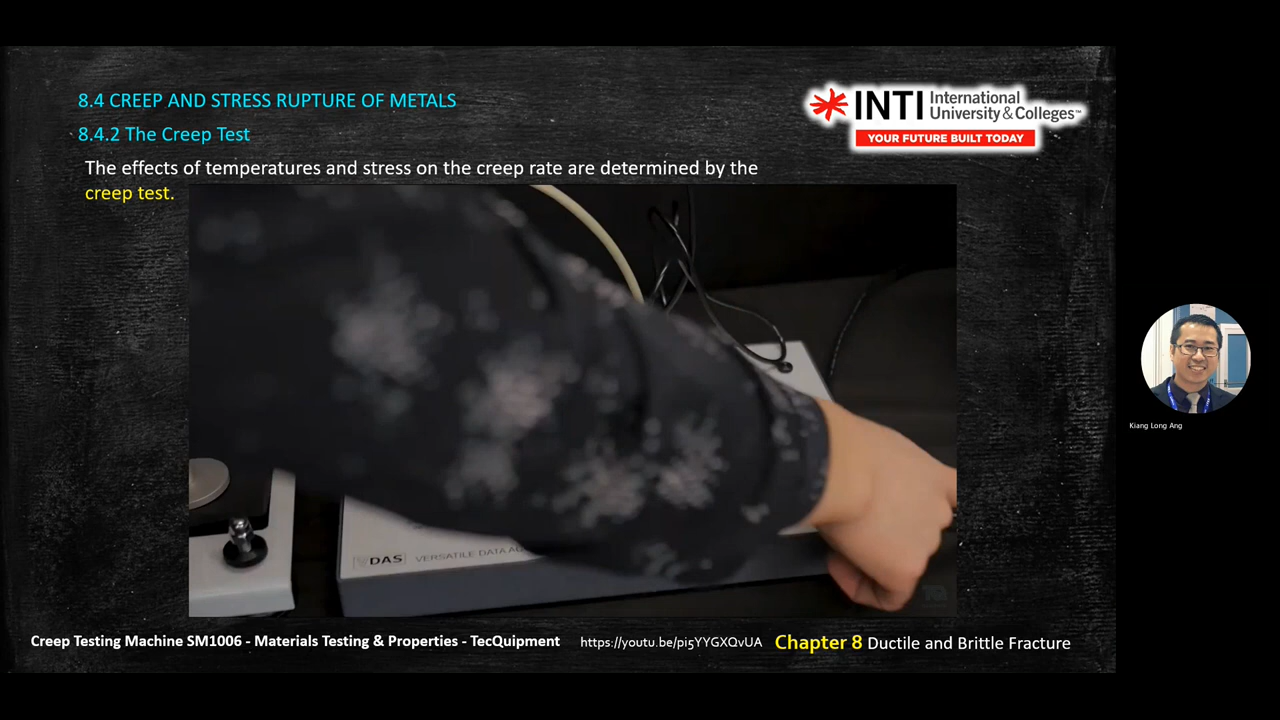 8.4 CREEP AND STRESS RUPTURE OF METALS
8.4.2 The Creep Test
The effects of temperatures and stress on the creep rate are determined by the
creep test.
INTI International
University & Colleges™
YOUR FUTURE BUILT TODAY
Kiang Long Ang
DAS VERSATILE DATA
Creep Testing Machine SM1006 - Materials Testing & Properties - TecQuipment
https://youtu.be/pi5YYGXQvUA
Chapter 8 Ductile and Brittle Fracture